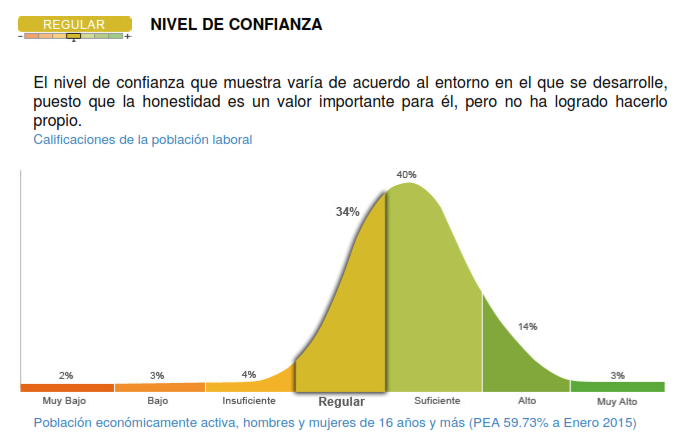 REGULAR
NIVEL DE CONFIANZA
- +
El nivel de confianza que muestra varía de acuerdo al entorno en el que se desarrolle,
puesto que la honestidad es un valor importante para él, pero no ha logrado hacerlo
propio.
Calificaciones de la población laboral
40%
34%
14%
2% 3% 4% 3%
Muy Bajo Bajo Insuficiente Regular Suficiente Alto Muy Alto
Población económicamente activa, hombres y mujeres de 16 años y más (PEA 59.73% a Enero 2015)